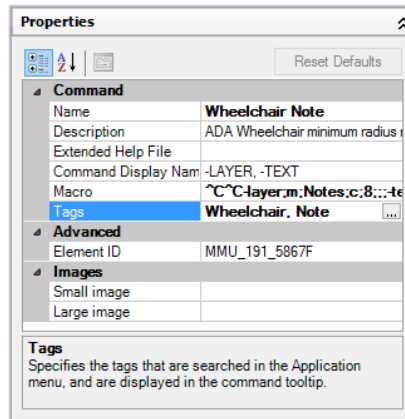 Properties
Reset Defaults
Command
Name Wheelchair Note
Description ADA Wheelchair minimum radius
Extended Help File
Command Display Nam -LAYER, -TEXT
Macro ^C^C-layer;m;Notes;c;8;;;-te
Tags Wheelchair, Note ...
Advanced
Element ID MMU_191_5867F
Images
Small image
Large image
Tags
Specifies the tags that are searched in the Application
menu, and are displayed in the command tooltip.